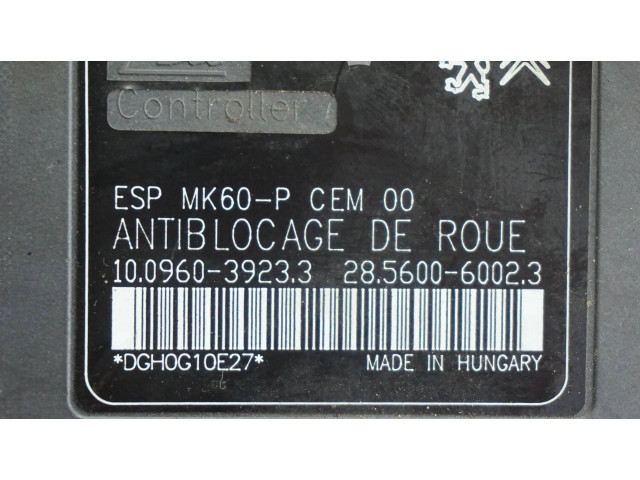 Controller
ESP MK60-P CEM 00
ANTIBLOCAGE DE ROUE
10.0960-3923.3 28.5600-6002.3
*DGH0G10E27* MADE IN HUNGARY